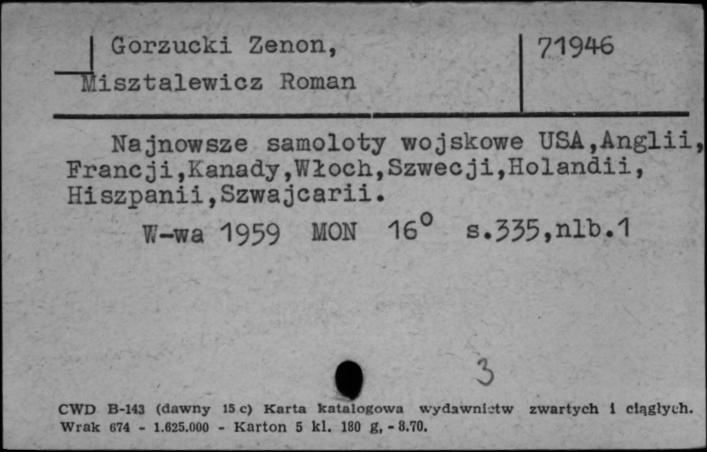 Gorzucki Zenon, 71946
Misztalewicz Roman
Najnowsze samoloty wojskowe USA,Anglii,
Francji,Kanady,Włoch,Szwecji,Holandii,
Hiszpanii,Szwajcarii.
W-wa 1959 MON 16° s.335,nlb.1
3
CWD B-143 (dawny 15 c) Karta katalogowa wydawnictw zwartych i ciągłych.
Wrak 674 - 1.625.000 - Karton 5 kl. 180 g, - 8.70.